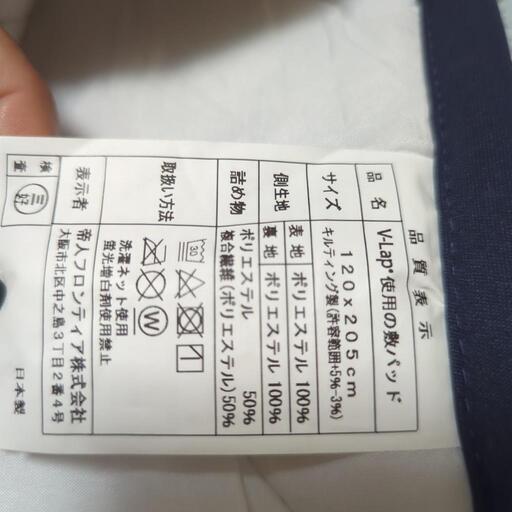 品質表示
品名 V-Lap®使用の敷パッド
サイズ 120×205cm
キルティング製(許容範囲+5%-3%)
側生地 表地 ポリエステル 100%
裏地 ポリエステル 100%
詰め物 ポリエステル 50%
複合繊維(ポリエステル)50%
取扱い方法
30
W
洗濯ネット使用
蛍光増白剤使用禁止
表示者 帝人フロンティア株式会社
大阪市北区中之島3丁目2番4号
検査 三好
日本製